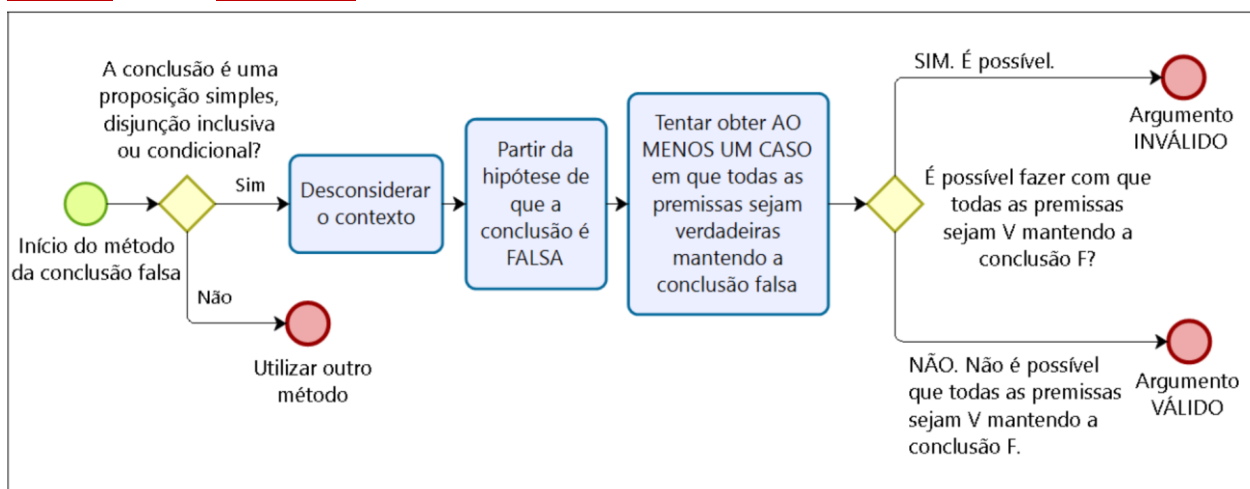 A conclusão é uma
proposição simples,
disjunção inclusiva
ou condicional?
Início do método
da conclusão falsa
Sim
Não
Utilizar outro
método
Desconsiderar
o contexto
Partir da
hipótese de
que a
conclusão é
FALSA
Tentar obter AO
MENOS UM CASO
em que todas as
premissas sejam
verdadeiras
mantendo a
conclusão falsa
É possível fazer com que
todas as premissas
sejam V mantendo a
conclusão F?
SIM. É possível.
Argumento
INVÁLIDO
NÃO. Não é possível
que todas as premissas
sejam V mantendo a
conclusão F.
Argumento
VÁLIDO